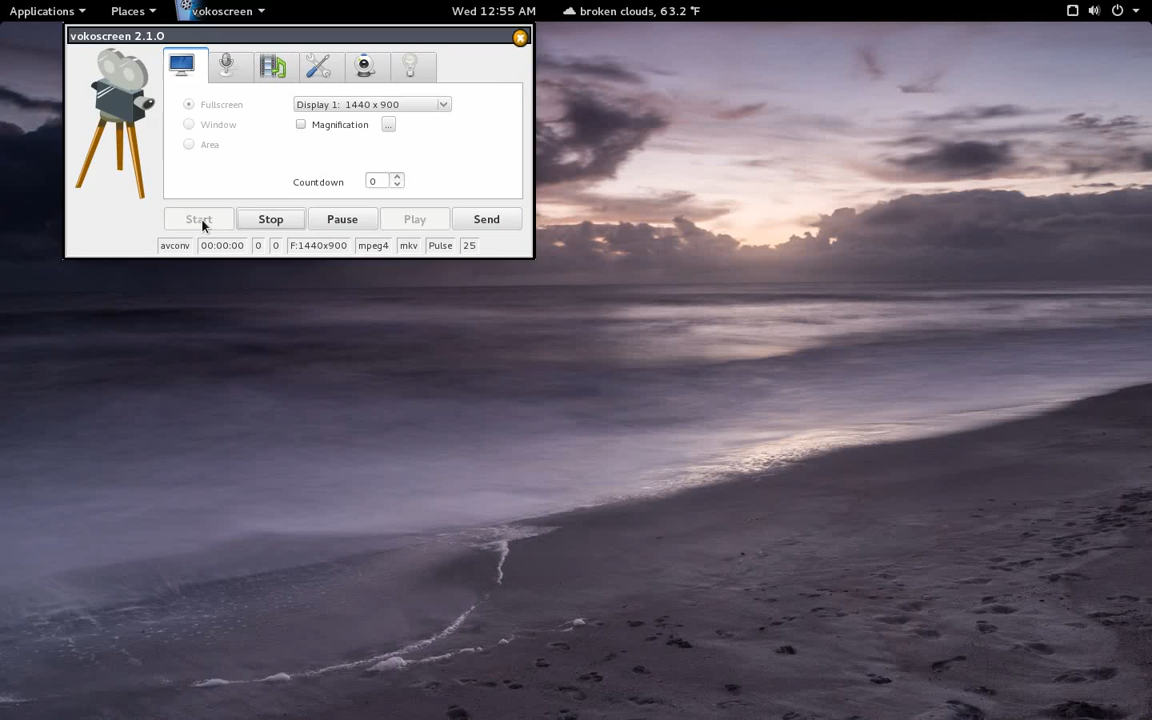 Applications Places vokoscreen Wed 12:55 AM broken clouds, 63.2 °F
vokoscreen 2.1.0
Fullscreen Display 1: 1440 x 900
Window Magnification ...
Area
Countdown 0
Start Stop Pause Play Send
avconv 00:00:00 0 0 F:1440x900 mpeg4 mkv Pulse 25